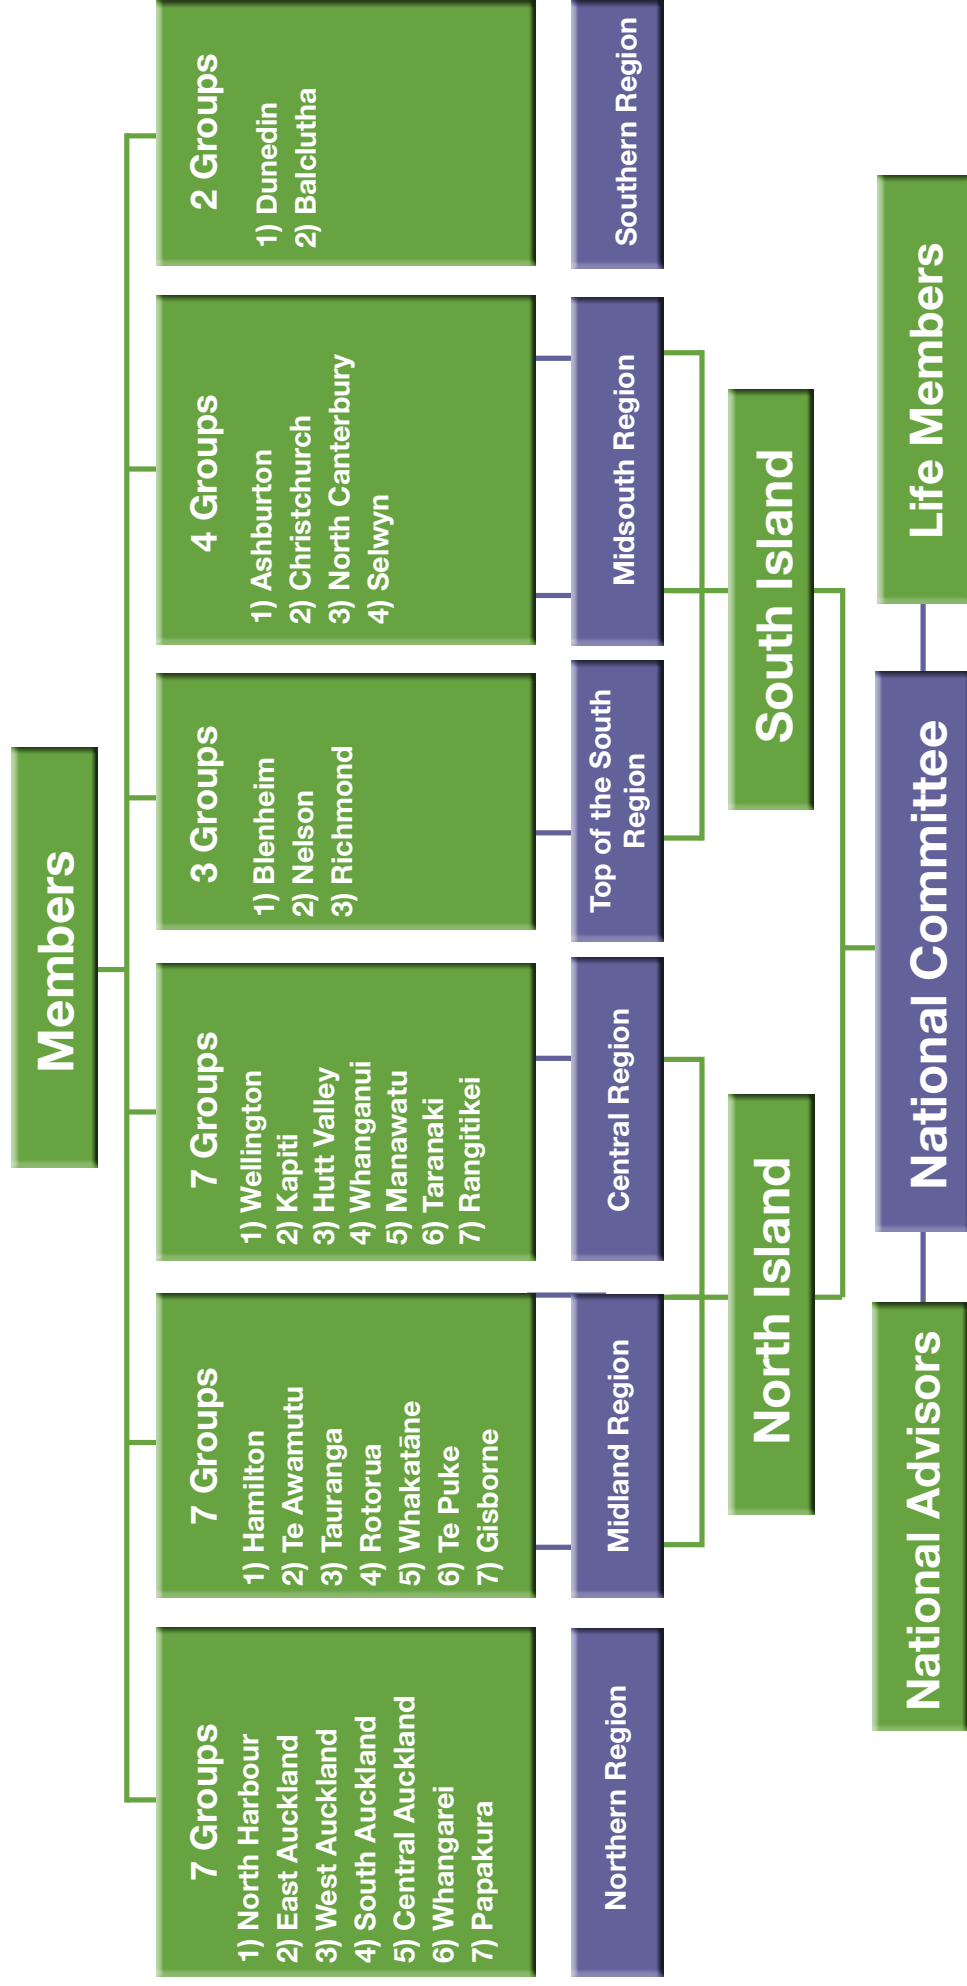 Members
7 Groups
1) North Harbour
2) East Auckland
3) West Auckland
4) South Auckland
5) Central Auckland
6) Whangarei
7) Papakura
7 Groups
1) Hamilton
2) Te Awamutu
3) Tauranga
4) Rotorua
5) Whakatāne
6) Te Puke
7) Gisborne
7 Groups
1) Wellington
2) Kapiti
3) Hutt Valley
4) Whanganui
5) Manawatu
6) Taranaki
7) Rangitikei
3 Groups
1) Blenheim
2) Nelson
3) Richmond
4 Groups
1) Ashburton
2) Christchurch
3) North Canterbury
4) Selwyn
2 Groups
1) Dunedin
2) Balclutha
Northern Region
Midland Region
Central Region
Top of the South
Region
Midsouth Region
Southern Region
North Island
South Island
National Advisors
National Committee
Life Members